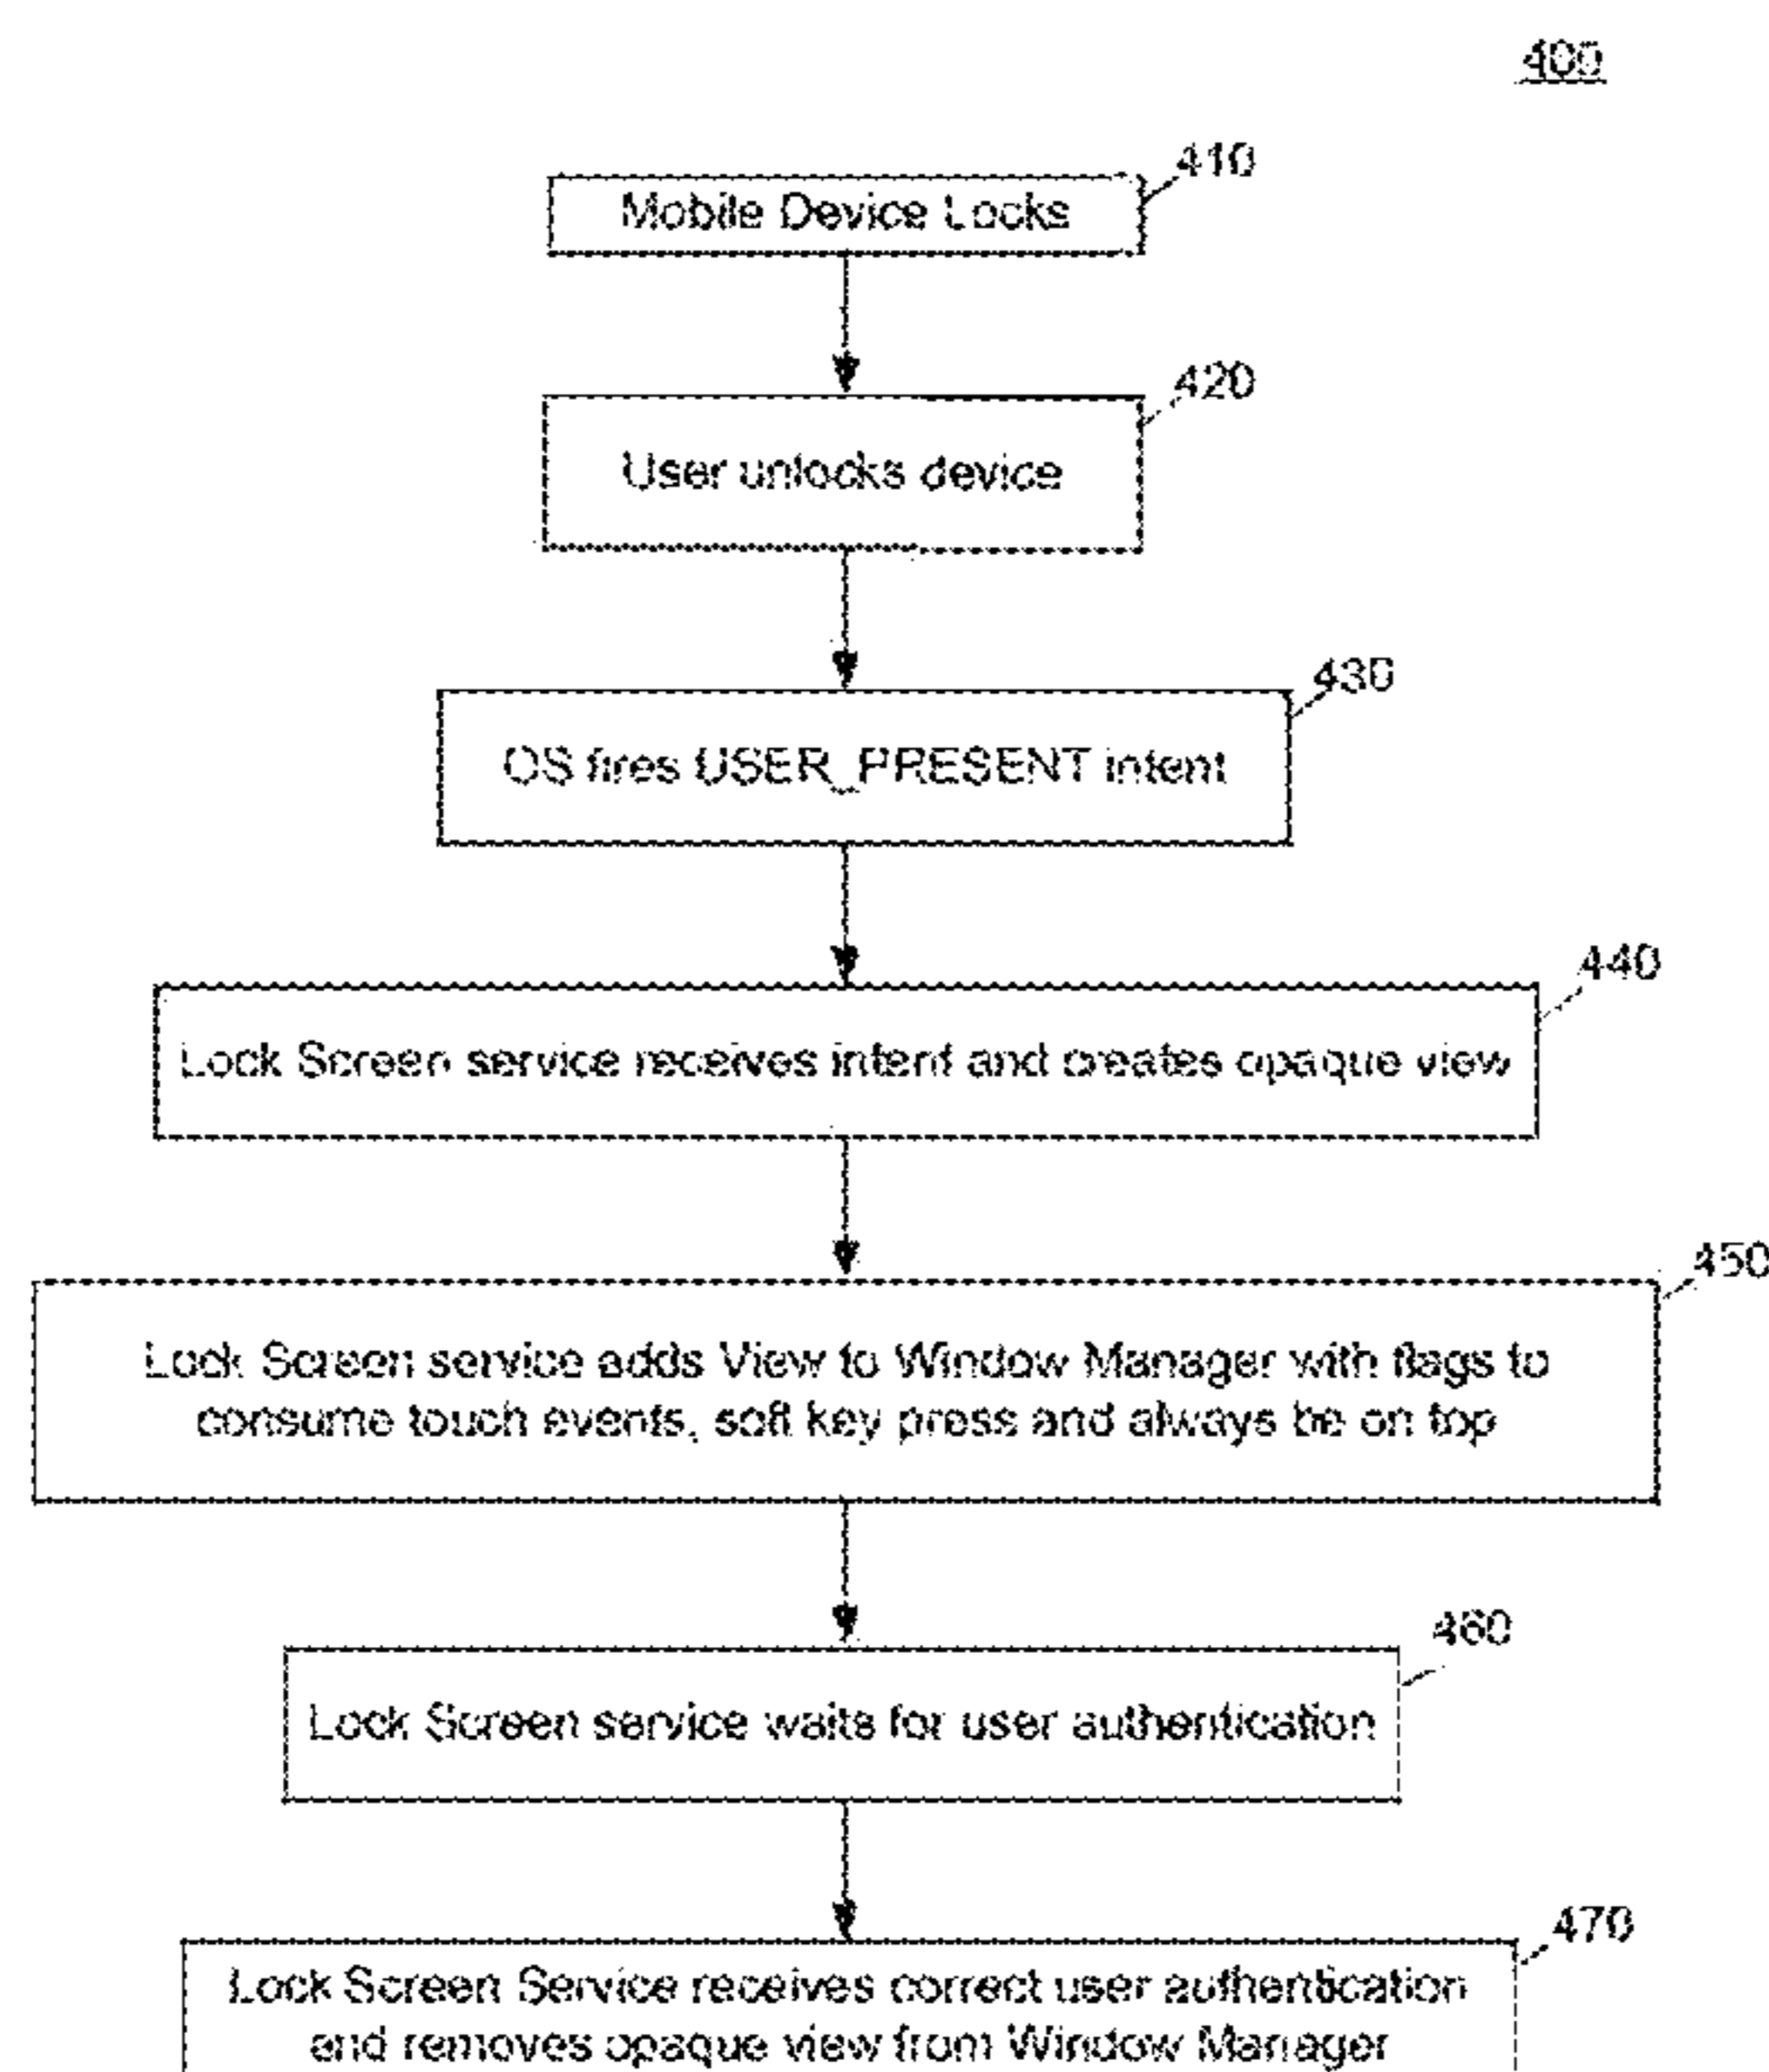 400
410
Mobile Device Locks
420
User unlocks device
430
OS fires USER_PRESENT intent
440
Lock Screen service receives intent and creates opaque view
450
Lock Screen service adds View to Window Manager with flags to
consume touch events, soft key press and always be on top
460
Lock Screen service waits for user authentication
470
Lock Screen Service receives correct user authentication
and removes opaque view from Window Manager